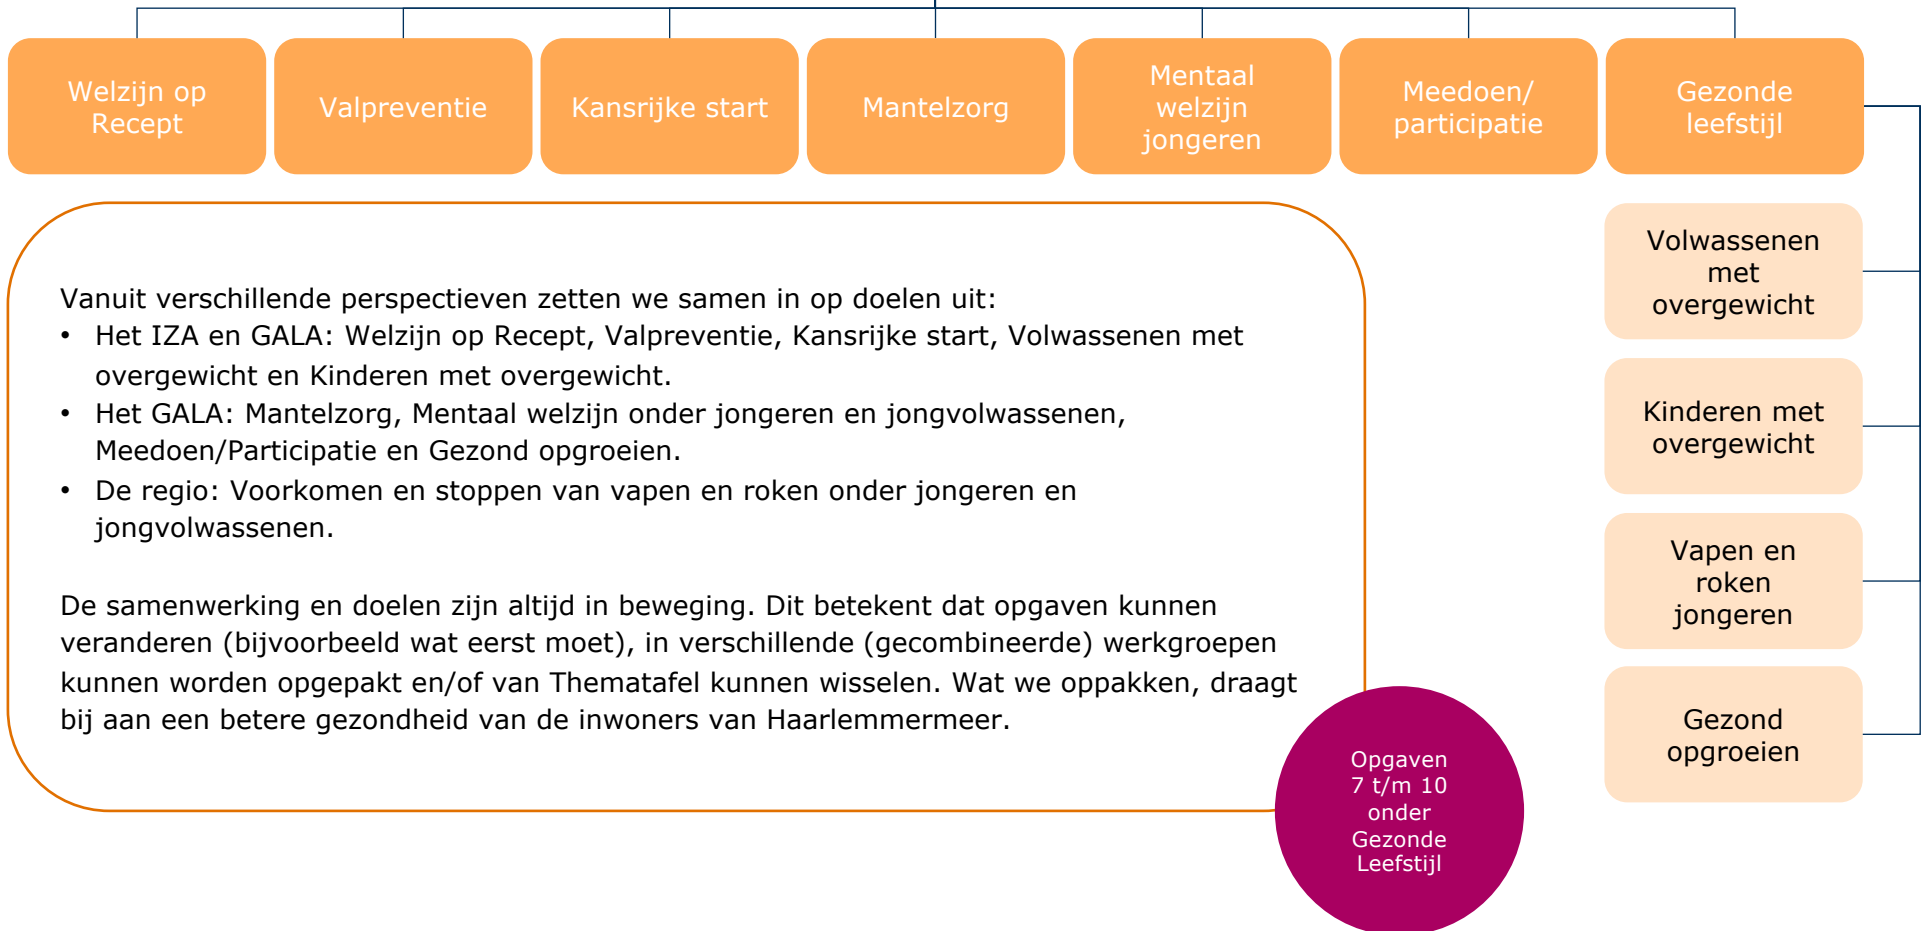 Welzijn op
Recept
Valpreventie
Kansrijke start
Mantelzorg
Mentaal
welzijn
jongeren
Meedoen/
participatie
Gezonde
leefstijl
Vanuit verschillende perspectieven zetten we samen in op doelen uit:
• Het IZA en GALA: Welzijn op Recept, Valpreventie, Kansrijke start, Volwassenen met
overgewicht en Kinderen met overgewicht.
• Het GALA: Mantelzorg, Mentaal welzijn onder jongeren en jongvolwassenen,
Meedoen/Participatie en Gezond opgroeien.
• De regio: Voorkomen en stoppen van vapen en roken onder jongeren en
jongvolwassenen.
De samenwerking en doelen zijn altijd in beweging. Dit betekent dat opgaven kunnen
veranderen (bijvoorbeeld wat eerst moet), in verschillende (gecombineerde) werkgroepen
kunnen worden opgepakt en/of van Thematafel kunnen wisselen. Wat we oppakken, draagt
bij aan een betere gezondheid van de inwoners van Haarlemmermeer.
Volwassenen
met
overgewicht
Kinderen met
overgewicht
Vapen en
roken
jongeren
Gezond
opgroeien
Opgaven
7 t/m 10
onder
Gezonde
Leefstijl